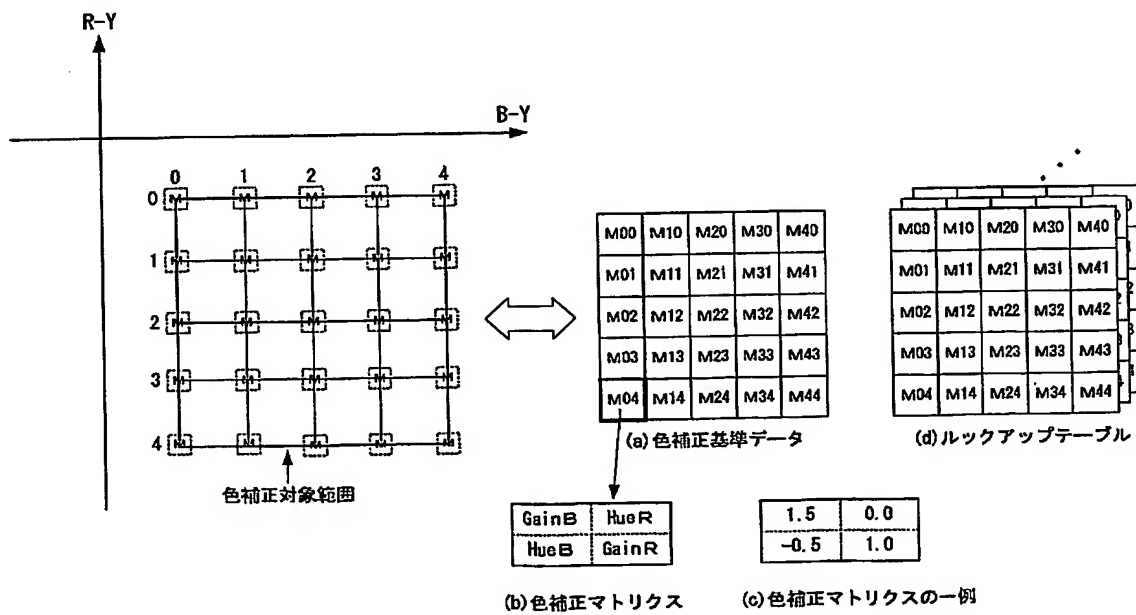 R-Y
B-Y
0 1 2 3 4
0 M M M M M
1 M M M M M
2 M M M M M
3 M M M M M
4 M M M M M
色補正対象範囲
M00 M10 M20 M30 M40
M01 M11 M21 M31 M41
M02 M12 M22 M32 M42
M03 M13 M23 M33 M43
M04 M14 M24 M34 M44
(a)色補正基準データ
M00 M10 M20 M30 M40
M01 M11 M21 M31 M41
M02 M12 M22 M32 M42
M03 M13 M23 M33 M43
M04 M14 M24 M34 M44
(d)ルックアップテーブル
GainB HueR
HueB GainR
(b)色補正マトリクス
1.5 0.0
-0.5 1.0
(c)色補正マトリクスの一例